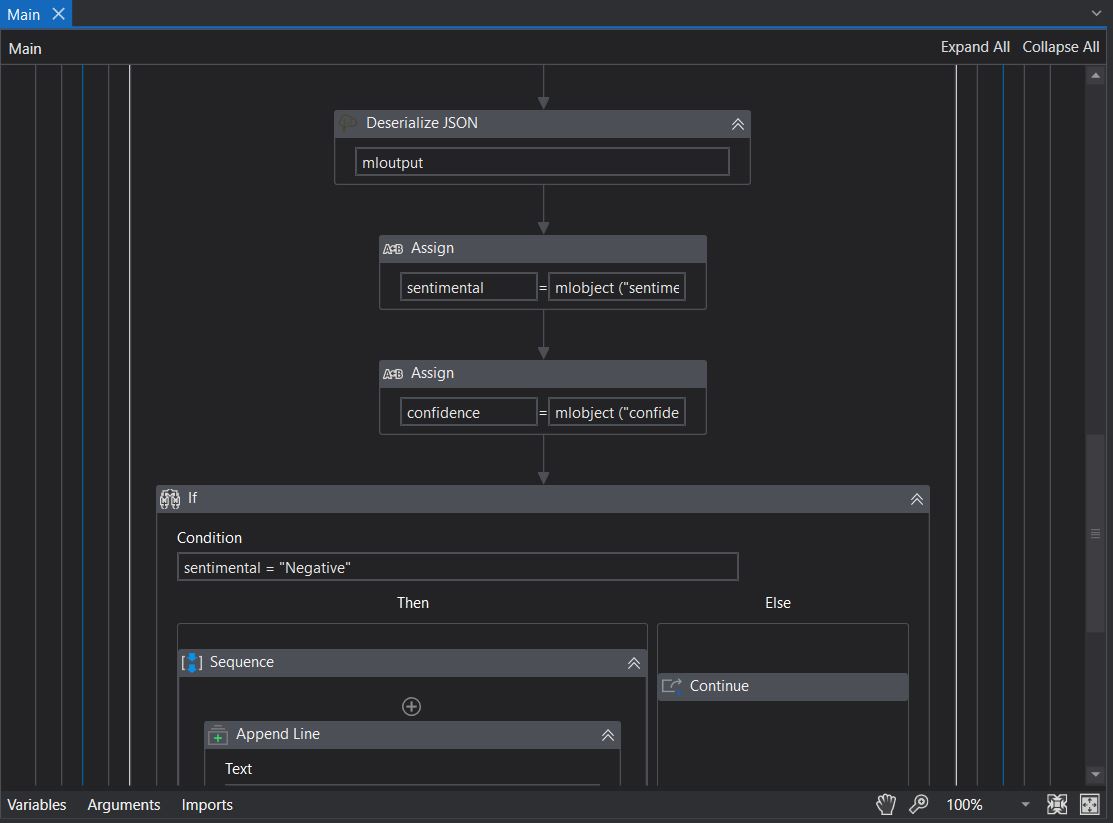 Main
Main
Expand All Collapse All
Deserialize JSON
mloutput
A+B Assign
sentimental = mlobject ("sentime
A+B Assign
confidence = mlobject ("confide
If
Condition
sentimental = "Negative"
Then Else
Sequence
Continue
Append Line
Text
Variables Arguments Imports 100%